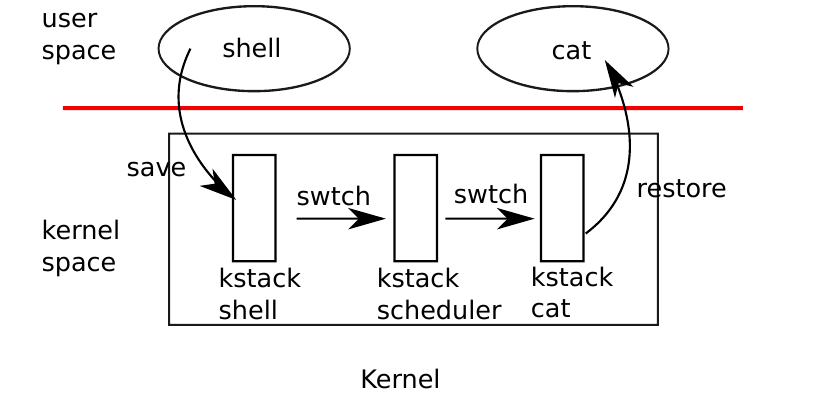 user
space
shell
cat
save
swtch
swtch
restore
kernel
space
kstack
shell
kstack
scheduler
kstack
cat
Kernel